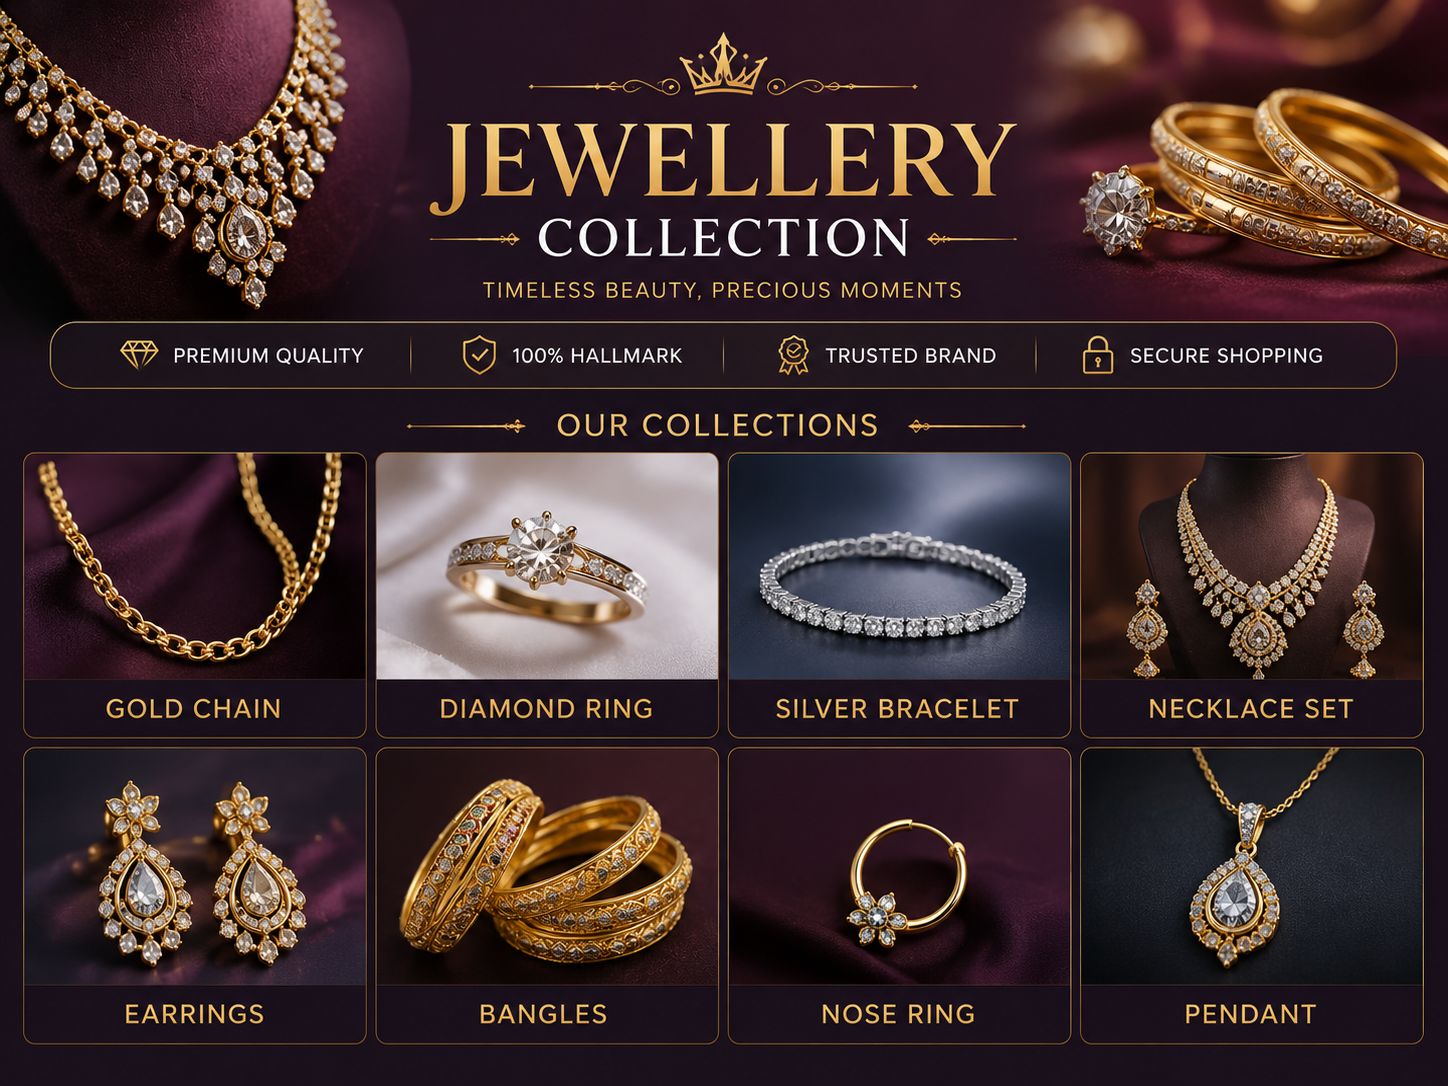 JEWELLERY
COLLECTION
TIMELESS BEAUTY, PRECIOUS MOMENTS
PREMIUM QUALITY
100% HALLMARK
TRUSTED BRAND
SECURE SHOPPING
OUR COLLECTIONS
GOLD CHAIN
DIAMOND RING
SILVER BRACELET
NECKLACE SET
EARRINGS
BANGLES
NOSE RING
PENDANT